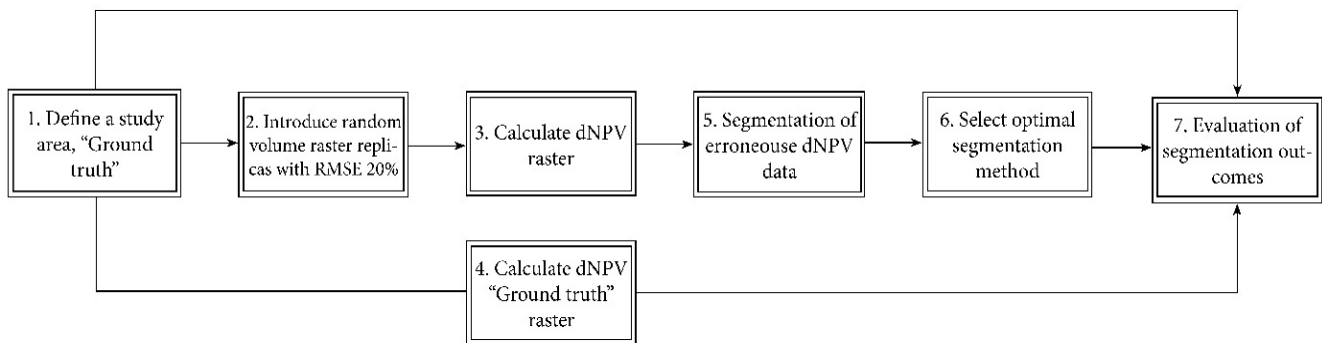 1. Define a study
area, “Ground
truth”
2. Introduce random
volume raster repli-
cas with RMSE 20%
3. Calculate dNPV
raster
4. Calculate dNPV
“Ground truth”
raster
5. Segmentation of
erroneouse dNPV
data
6. Select optimal
segmentation
method
7. Evaluation of
segmentation out-
comes